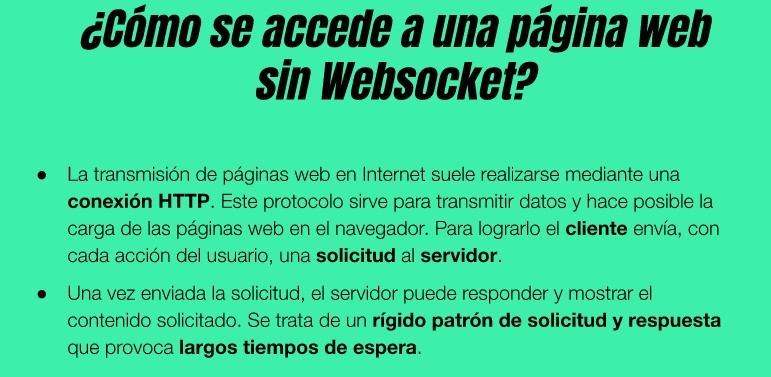 ¿Cómo se accede a una página web
sin Websocket?
● La transmisión de páginas web en Internet suele realizarse mediante una
conexión HTTP. Este protocolo sirve para transmitir datos y hace posible la
carga de las páginas web en el navegador. Para lograrlo el cliente envía, con
cada acción del usuario, una solicitud al servidor.
● Una vez enviada la solicitud, el servidor puede responder y mostrar el
contenido solicitado. Se trata de un rígido patrón de solicitud y respuesta
que provoca largos tiempos de espera.